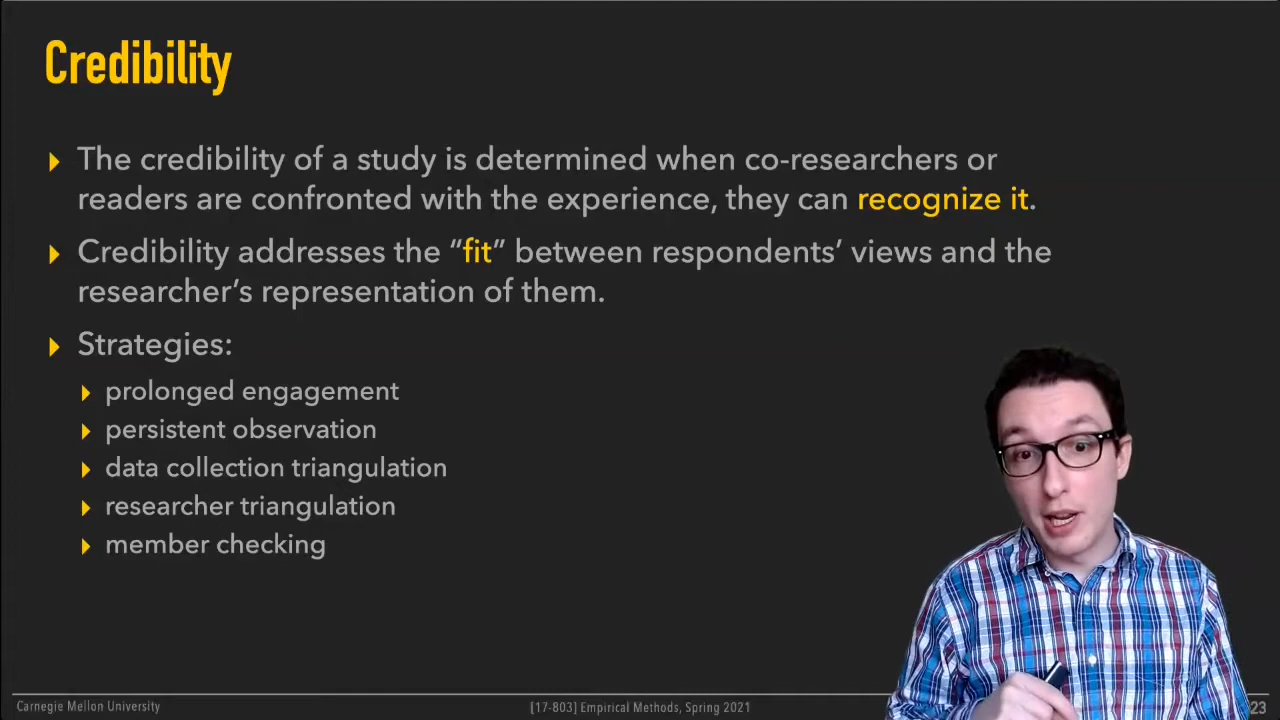 Credibility
The credibility of a study is determined when co-researchers or
readers are confronted with the experience, they can recognize it.
Credibility addresses the “fit” between respondents’ views and the
researcher’s representation of them.
Strategies:
prolonged engagement
persistent observation
data collection triangulation
researcher triangulation
member checking
Carnegie Mellon University
[17-803] Empirical Methods, Spring 2021
23